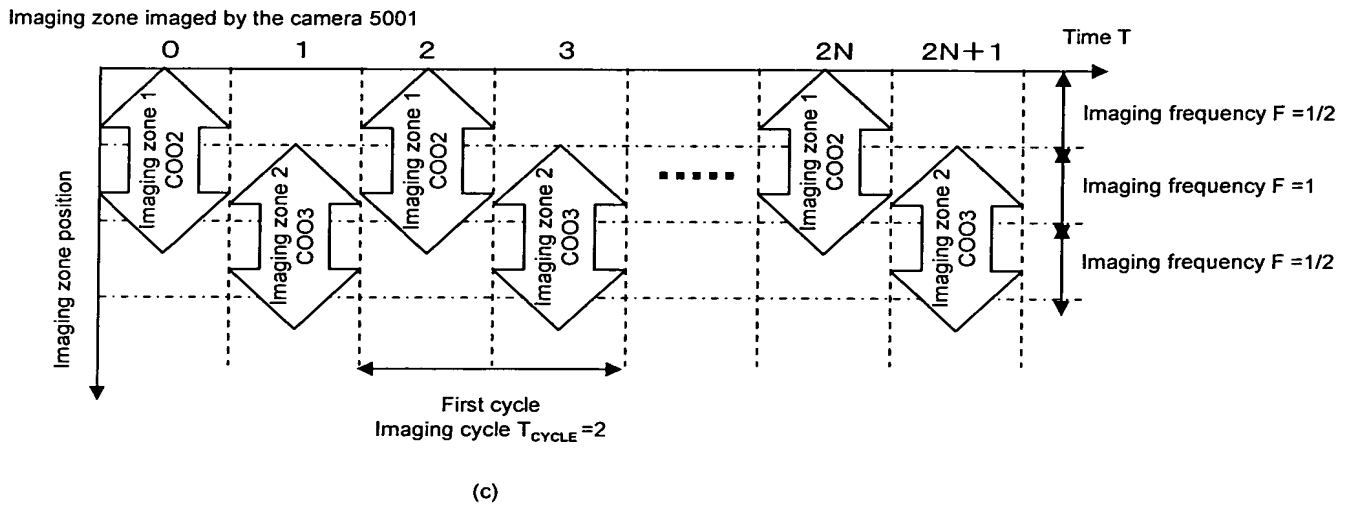 Imaging zone imaged by the camera 5001
Time T
0 1 2 3 2N 2N+1
Imaging zone position
Imaging zone 1
COO2
Imaging zone 2
COO3
Imaging zone 1
COO2
Imaging zone 2
COO3
Imaging zone 1
COO2
Imaging zone 2
COO3
Imaging frequency F =1/2
Imaging frequency F =1
Imaging frequency F =1/2
First cycle
Imaging cycle TCYCLE =2
(c)